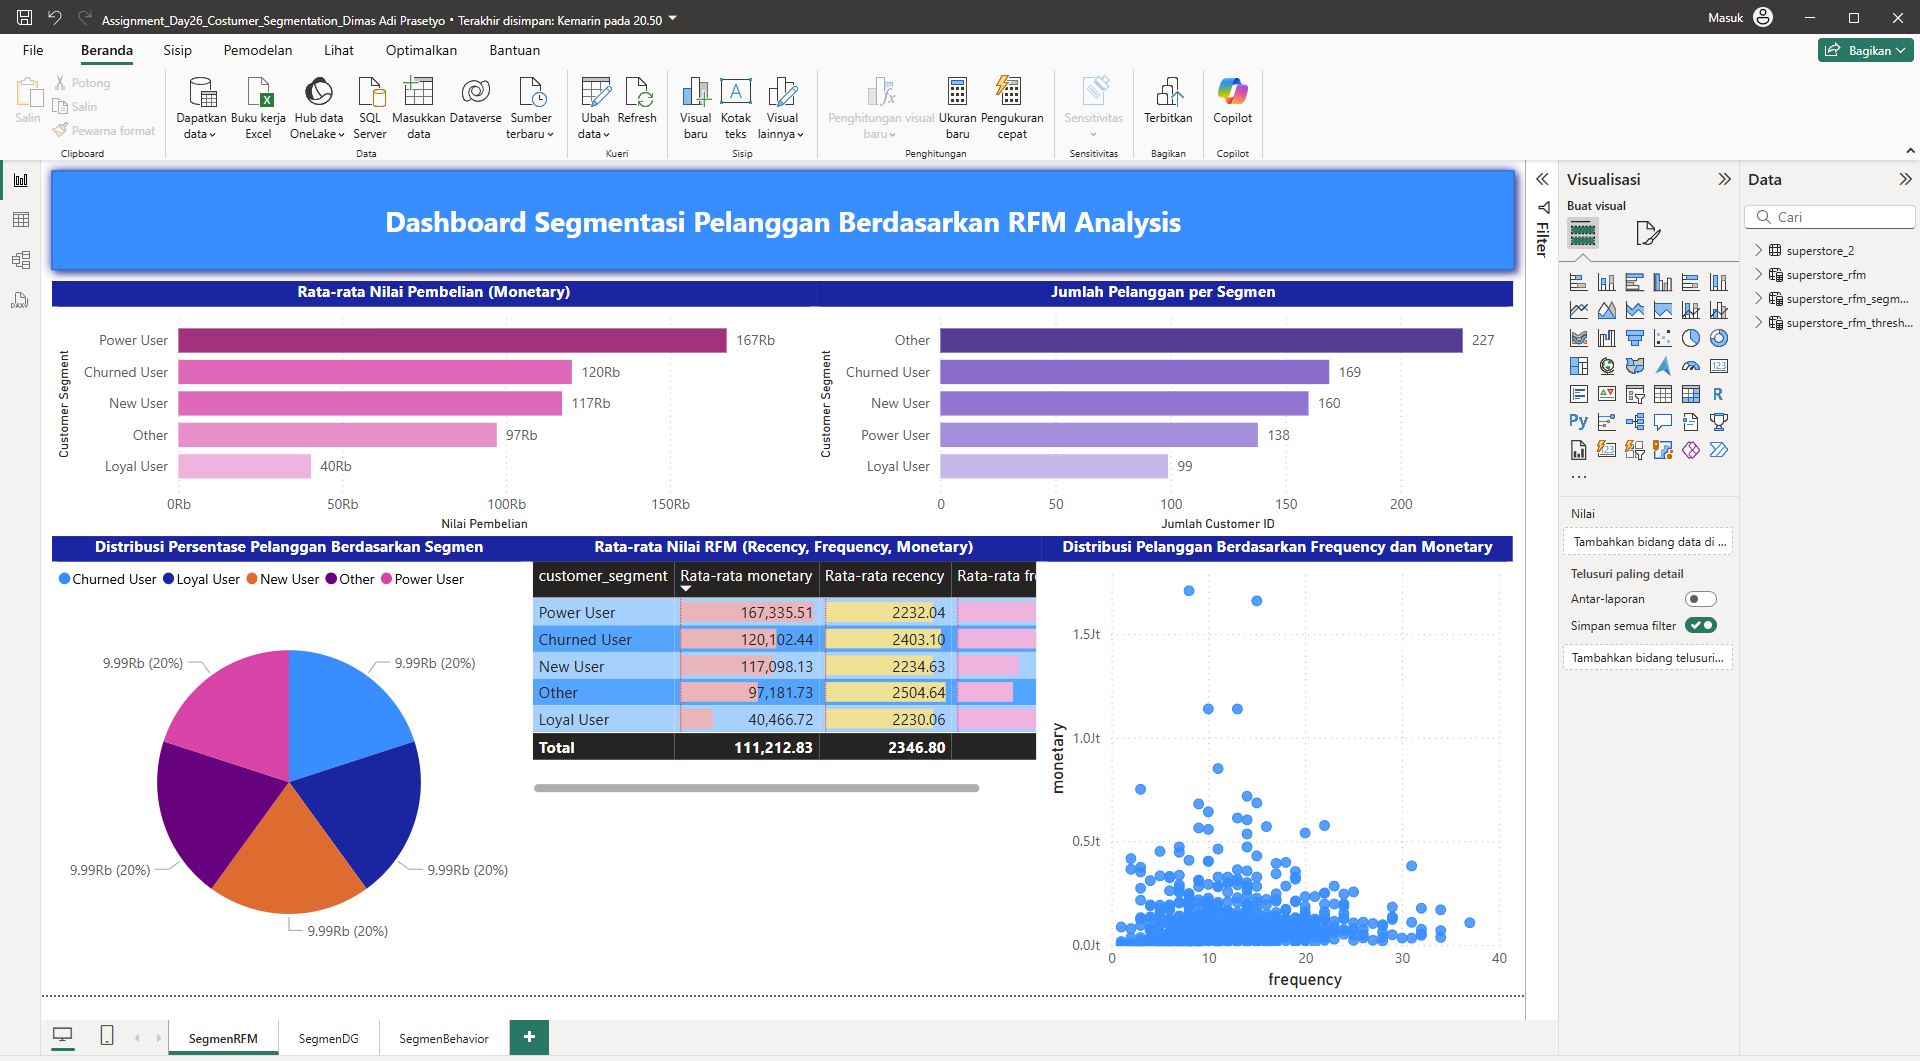 Assignment_Day26_Costumer_Segmentation_Dimas Adi Prasetyo • Terakhir disimpan: Kemarin pada 20.50
Masuk
File Beranda Sisip Pemodelan Lihat Optimalkan Bantuan
Bagikan
Salin
Potong
Salin
Pewarna format
Clipboard
Dapatkan data
Buku kerja Excel
Hub data OneLake
SQL Server
Masukkan data
Dataverse
Sumber terbaru
Data
Ubah data
Refresh
Kueri
Visual baru
Kotak teks
Visual lainnya
Sisip
Penghitungan visual baru
Ukuran baru
Pengukuran cepat
Penghitungan
Sensitivitas
Sensitivitas
Terbitkan
Bagikan
Copilot
Copilot
DAX
Dashboard Segmentasi Pelanggan Berdasarkan RFM Analysis
Rata-rata Nilai Pembelian (Monetary)
Customer Segment
Power User 167Rb
Churned User 120Rb
New User 117Rb
Other 97Rb
Loyal User 40Rb
0Rb 50Rb 100Rb 150Rb
Nilai Pembelian
Jumlah Pelanggan per Segmen
Customer Segment
Other 227
Churned User 169
New User 160
Power User 138
Loyal User 99
0 50 100 150 200
Jumlah Customer ID
Distribusi Persentase Pelanggan Berdasarkan Segmen
Churned User Loyal User New User Other Power User
9.99Rb (20%) 9.99Rb (20%)
9.99Rb (20%) 9.99Rb (20%)
9.99Rb (20%)
Rata-rata Nilai RFM (Recency, Frequency, Monetary)
customer_segment Rata-rata monetary Rata-rata recency Rata-rata fr
Power User 167,335.51 2232.04
Churned User 120,102.44 2403.10
New User 117,098.13 2234.63
Other 97,181.73 2504.64
Loyal User 40,466.72 2230.06
Total 111,212.83 2346.80
Distribusi Pelanggan Berdasarkan Frequency dan Monetary
monetary
1.5Jt
1.0Jt
0.5Jt
0.0Jt
0 10 20 30 40
frequency
SegmenRFM SegmenDG SegmenBehavior +
Filter
Visualisasi
Buat visual
123
R
Py
...
Nilai
Tambahkan bidang data di ...
Telusuri paling detail
Antar-laporan
Simpan semua filter
Tambahkan bidang telusuri...
Data
Cari
superstore_2
superstore_rfm
superstore_rfm_segm...
superstore_rfm_thresh...